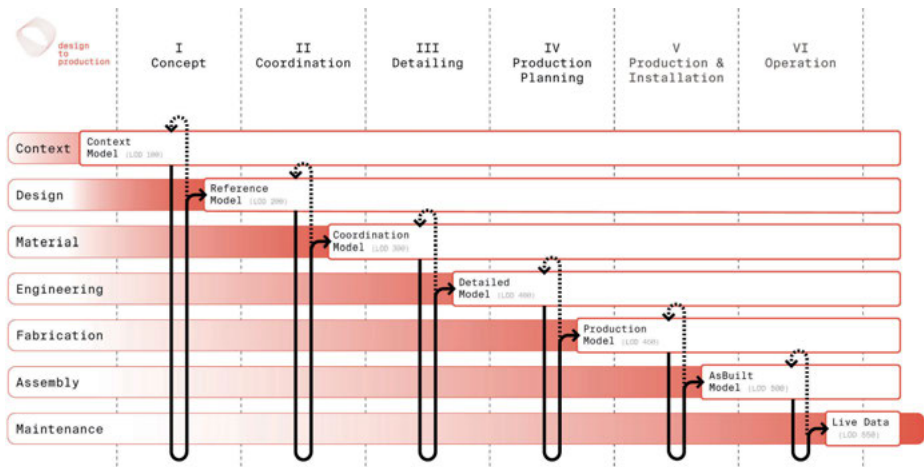 design
to
production
I
Concept
II
Coordination
III
Detailing
IV
Production
Planning
V
Production &
Installation
VI
Operation
Context
Context
Model (LOD 100)
Design
Reference
Model (LOD 200)
Material
Coordination
Model (LOD 300)
Engineering
Detailed
Model (LOD 400)
Fabrication
Production
Model (LOD 450)
Assembly
AsBuilt
Model (LOD 500)
Maintenance
Live Data
(LOD 550)